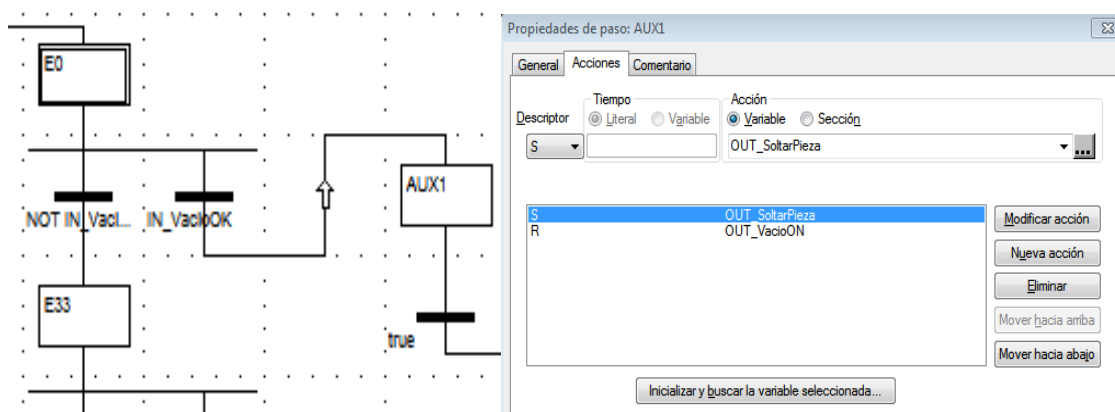 E0
NOT IN_Vaci...
IN_VacioOK
AUX1
E33
true
Propiedades de paso: AUX1
General
Acciones
Comentario
Descriptor
Tiempo
Literal
Variable
Acción
Variable
Sección
S
OUT_SoltarPieza
...
S OUT_SoltarPieza
R OUT_VacioON
Modificar acción
Nueva acción
Eliminar
Mover hacia arriba
Mover hacia abajo
Inicializar y buscar la variable seleccionada...